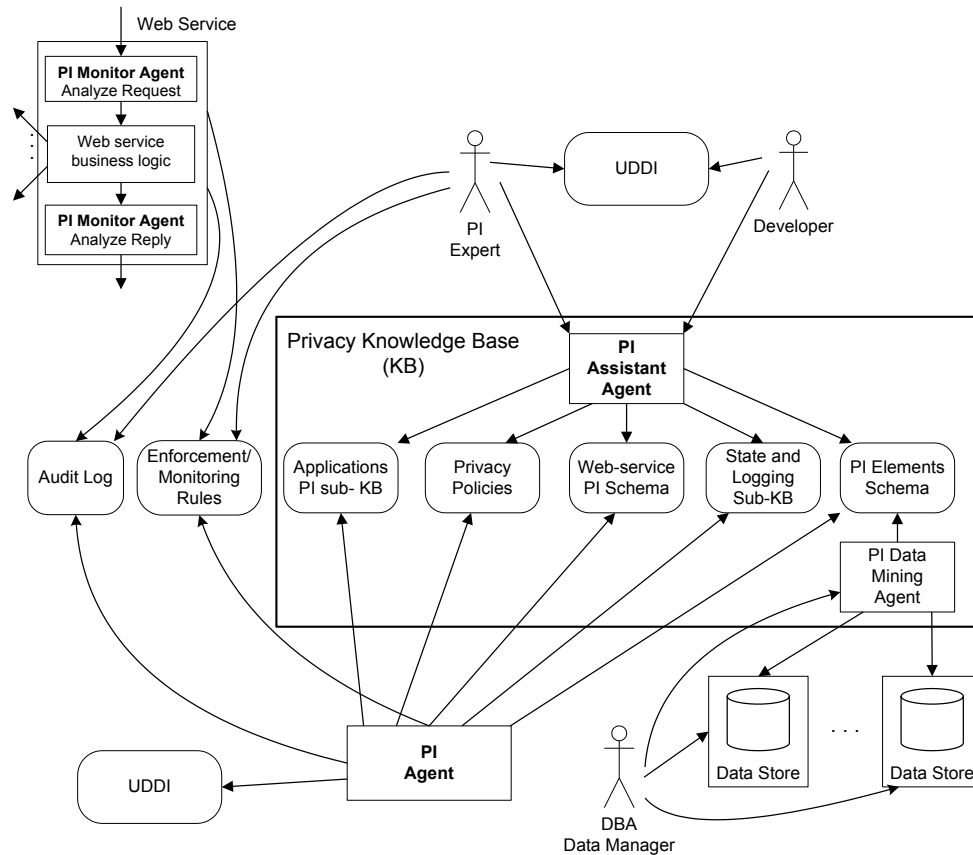 Web Service
PI Monitor Agent
Analyze Request
Web service
business logic
PI Monitor Agent
Analyze Reply
PI
Expert
UDDI
Developer
Privacy Knowledge Base
(KB)
PI
Assistant
Agent
Audit Log
Enforcement/
Monitoring
Rules
Applications
PI sub- KB
Privacy
Policies
Web-service
PI Schema
State and
Logging
Sub-KB
PI Elements
Schema
PI Data
Mining
Agent
UDDI
PI
Agent
DBA
Data Manager
Data Store
. . .
Data Store